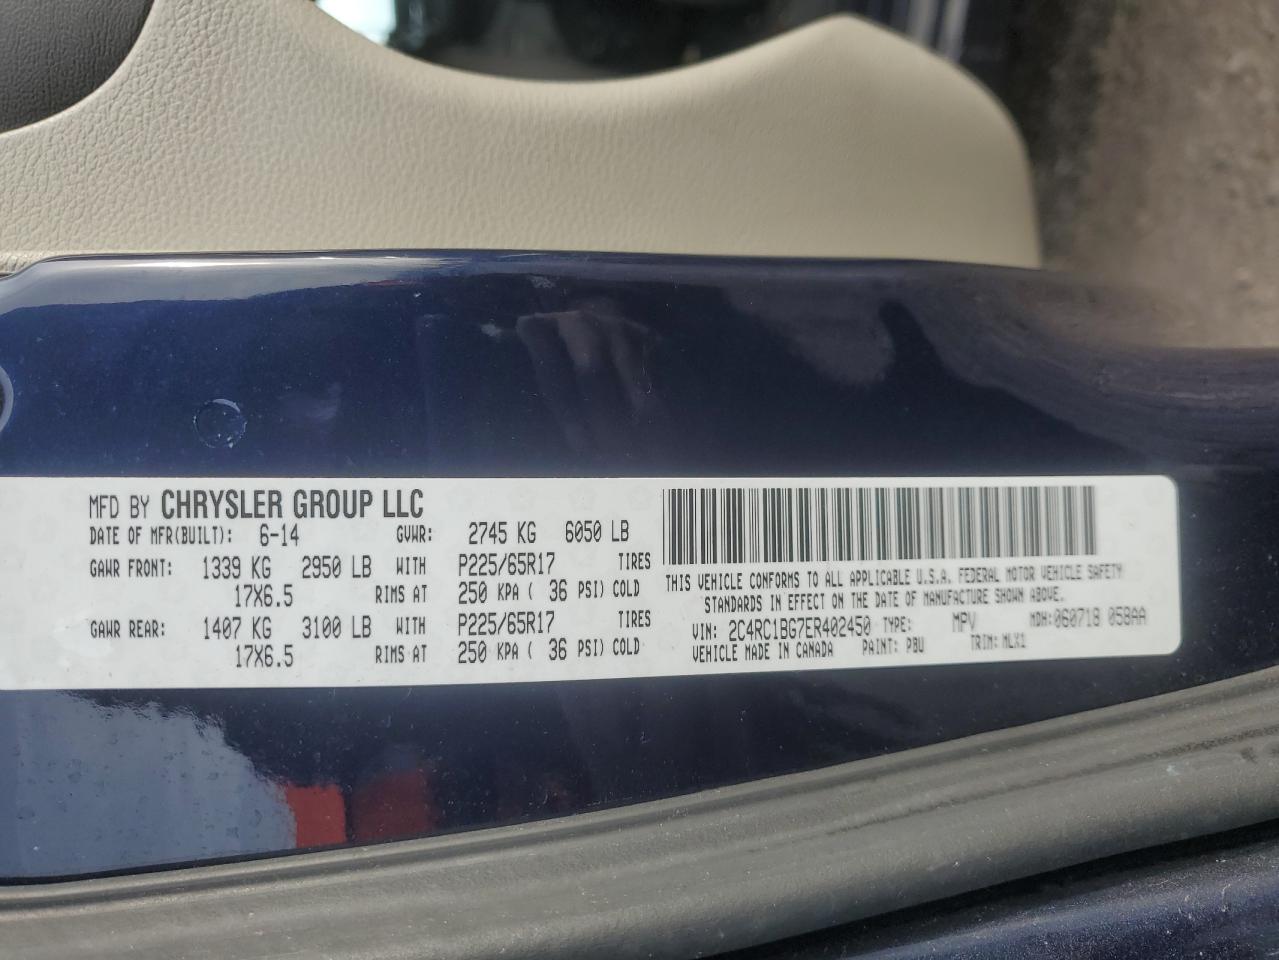 MFD BY CHRYSLER GROUP LLC
DATE OF MFR(BUILT): 6-14 GVWR: 2745 KG 6050 LB
GAWR FRONT: 1339 KG 2950 LB WITH P225/65R17 TIRES
17X6.5 RIMS AT 250 KPA ( 36 PSI) COLD
GAWR REAR: 1407 KG 3100 LB WITH P225/65R17 TIRES
17X6.5 RIMS AT 250 KPA ( 36 PSI) COLD
THIS VEHICLE CONFORMS TO ALL APPLICABLE U.S.A. FEDERAL MOTOR VEHICLE SAFETY
STANDARDS IN EFFECT ON THE DATE OF MANUFACTURE SHOWN ABOVE.
VIN: 2C4RC1BG7ER402450 TYPE: MPV MDH: 060718 058AA
VEHICLE MADE IN CANADA PAINT: PBU TRIM: MLX1